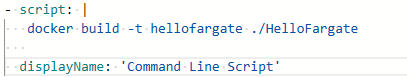 - script: |
docker build -t hellofargate ./HelloFargate
displayName: 'Command Line Script'